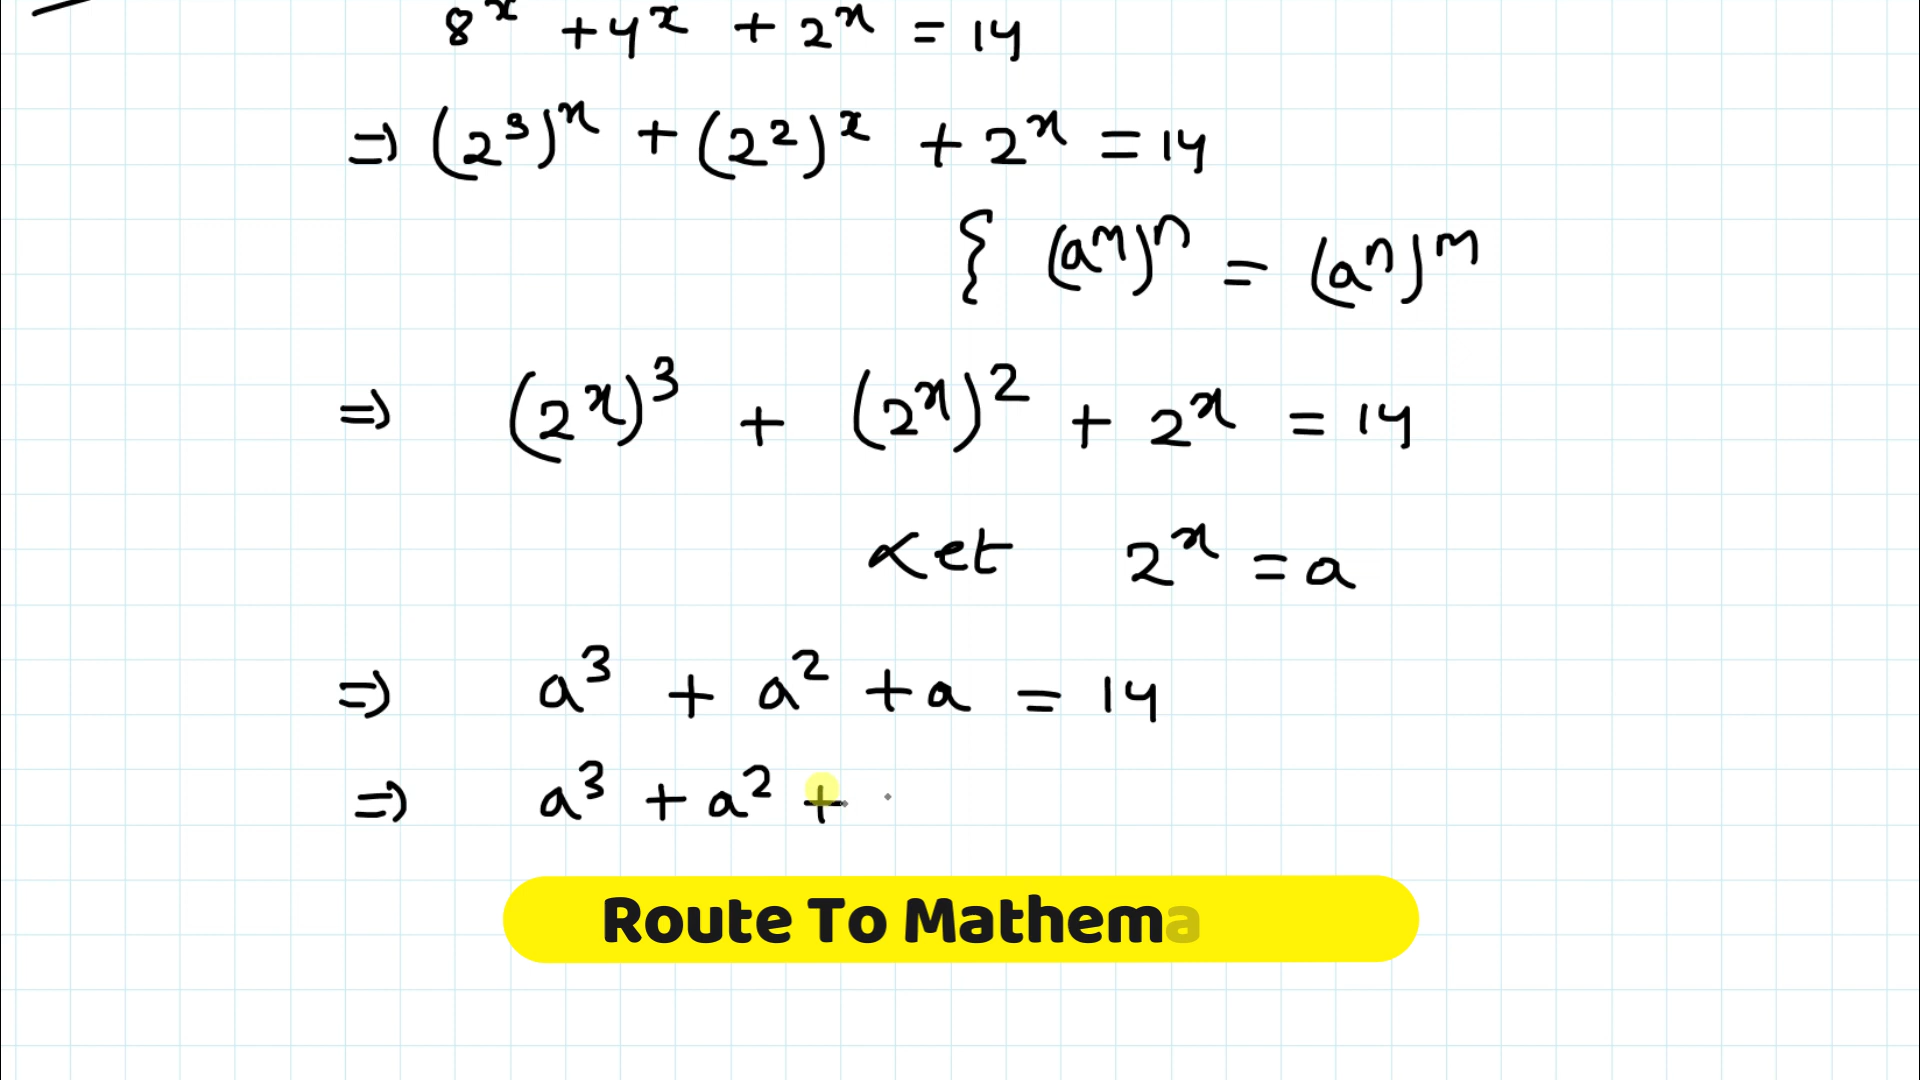 8^x + 4^x + 2^x = 14
⇒ (2^3)^x + (2^2)^x + 2^x = 14
{ (a^m)^n = (a^n)^m
⇒ (2^x)^3 + (2^x)^2 + 2^x = 14
Let 2^x = a
⇒ a^3 + a^2 + a = 14
⇒ a^3 + a^2 +
Route To Mathema